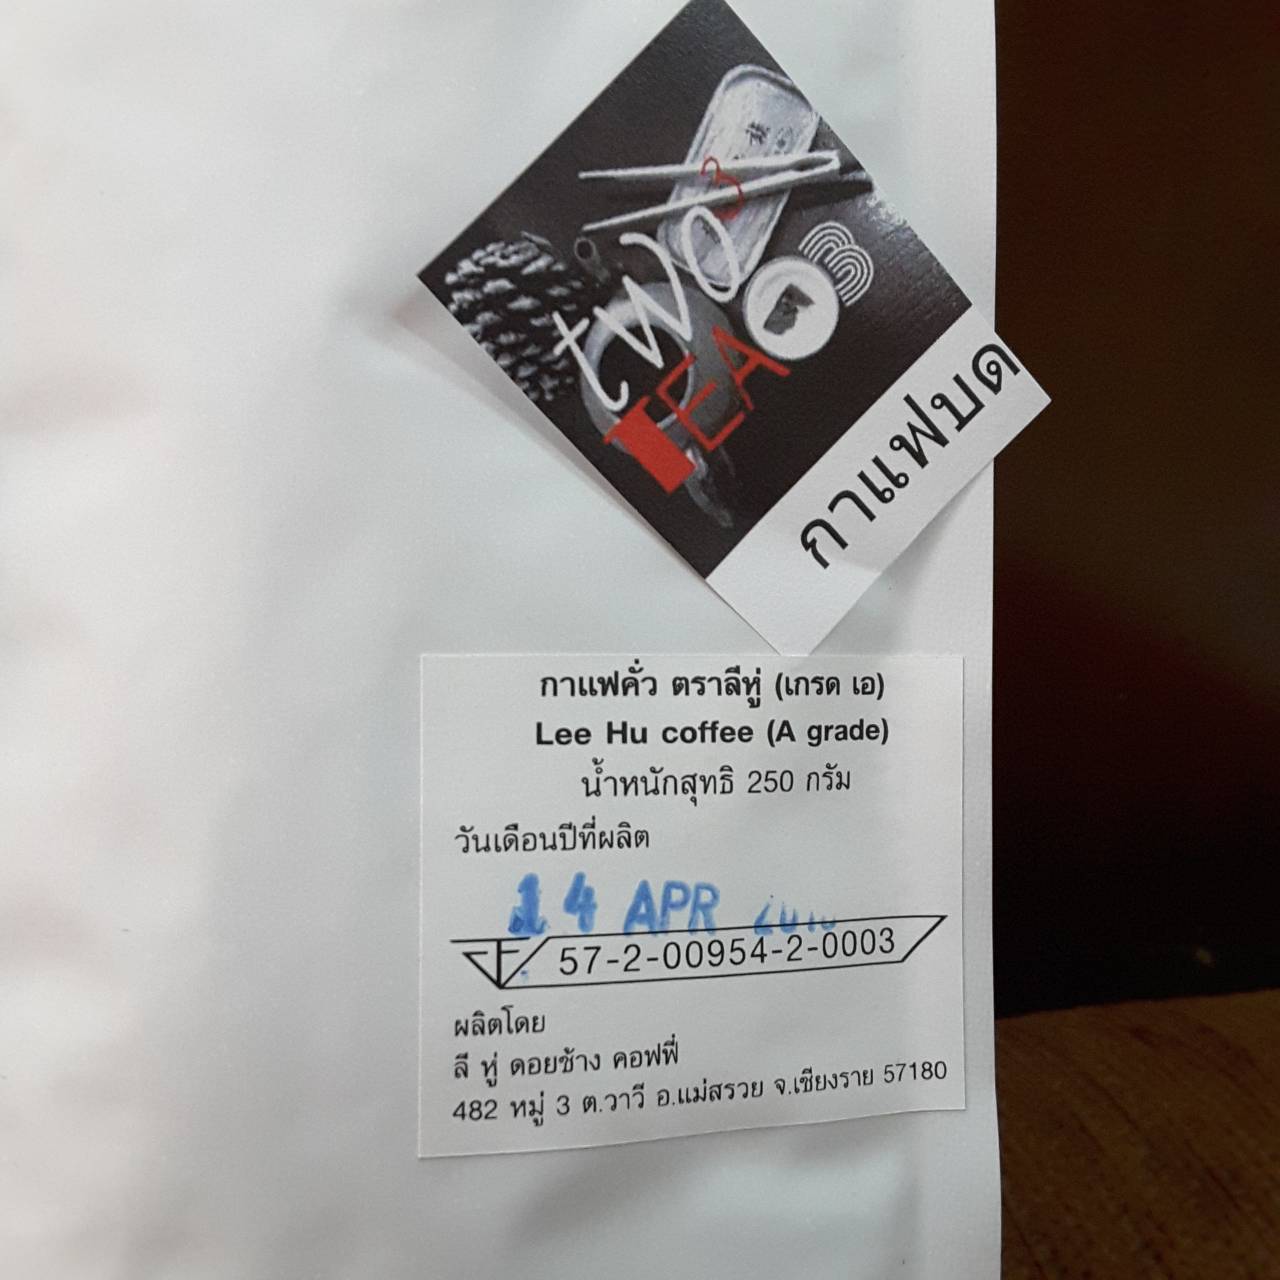 two3
TEA
กาแฟบด
กาแฟคั่ว ตราลีหู่ (เกรด เอ)
Lee Hu coffee (A grade)
น้ำหนักสุทธิ 250 กรัม
วันเดือนปีที่ผลิต
14 APR
57-2-00954-2-0003
ผลิตโดย
ลี หู่ ดอยช้าง คอฟฟี่
482 หมู่ 3 ต.วาวี อ.แม่สรวย จ.เชียงราย 57180